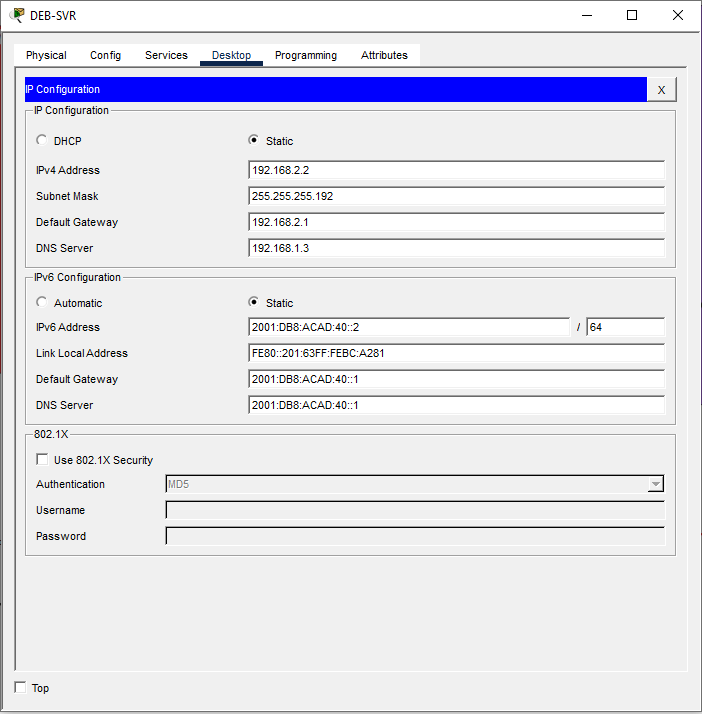 DEB-SVR
Physical Config Services Desktop Programming Attributes
IP Configuration X
IP Configuration
DHCP Static
IPv4 Address 192.168.2.2
Subnet Mask 255.255.255.192
Default Gateway 192.168.2.1
DNS Server 192.168.1.3
IPv6 Configuration
Automatic Static
IPv6 Address 2001:DB8:ACAD:40::2 / 64
Link Local Address FE80::201:63FF:FEBC:A281
Default Gateway 2001:DB8:ACAD:40::1
DNS Server 2001:DB8:ACAD:40::1
802.1X
Use 802.1X Security
Authentication MD5
Username
Password
Top